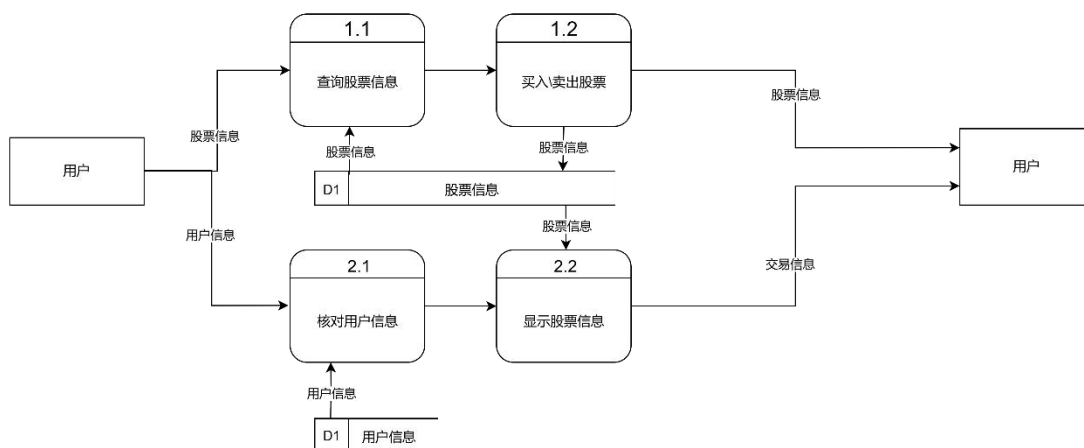 1.1
查询股票信息
1.2
买入\卖出股票
股票信息
股票信息
用户
用户
股票信息
股票信息
D1
股票信息
股票信息
用户信息
2.1
核对用户信息
2.2
显示股票信息
交易信息
用户信息
D1
用户信息